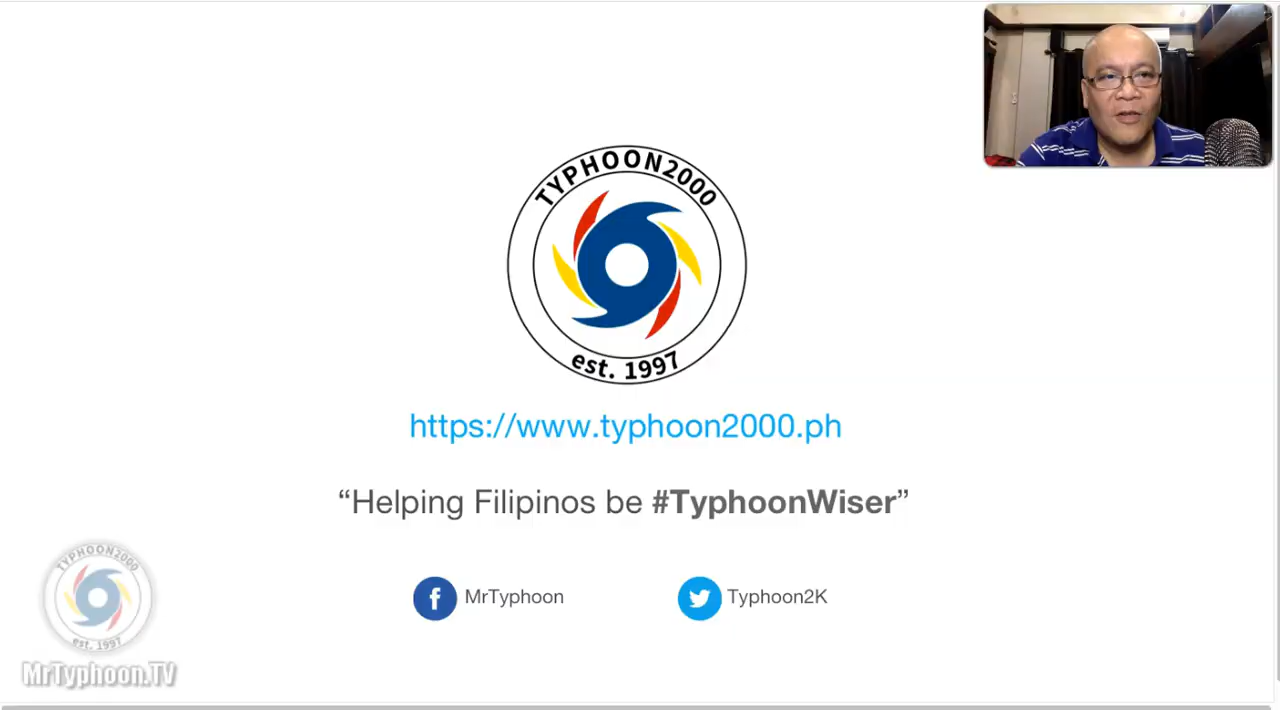 TYPHOON2000
est. 1997
https://www.typhoon2000.ph
“Helping Filipinos be #TyphoonWiser”
f MrTyphoon
Typhoon2K
TYPHOON2000
est. 1997
MrTyphoon.TV